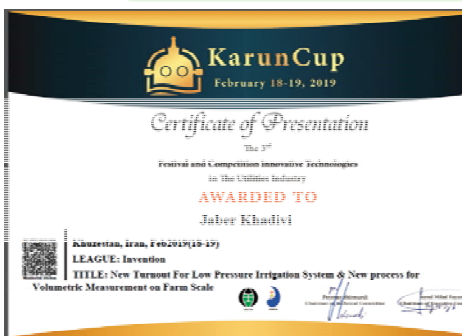 KarunCup
February 18-19, 2019
Certificate of Presentation
The 3rd
Festival and Competition innovative Technologies
in The Utilities Industry
AWARDED TO
Jaber Khadivi
Khuzestan, Iran, Feb2019(18-19)
LEAGUE: Invention
TITLE: New Turnout For Low Pressure Irrigation System & New process for
Volumetric Measurement on Farm Scale